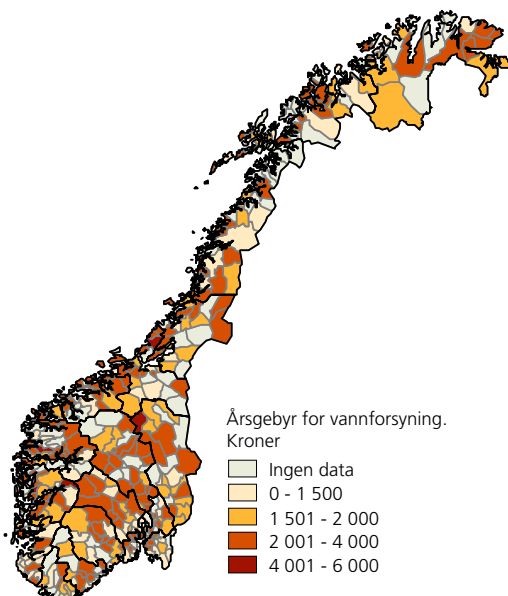 Årsgebyr for vannforsyning.
Kroner
Ingen data
0 - 1 500
1 501 - 2 000
2 001 - 4 000
4 001 - 6 000